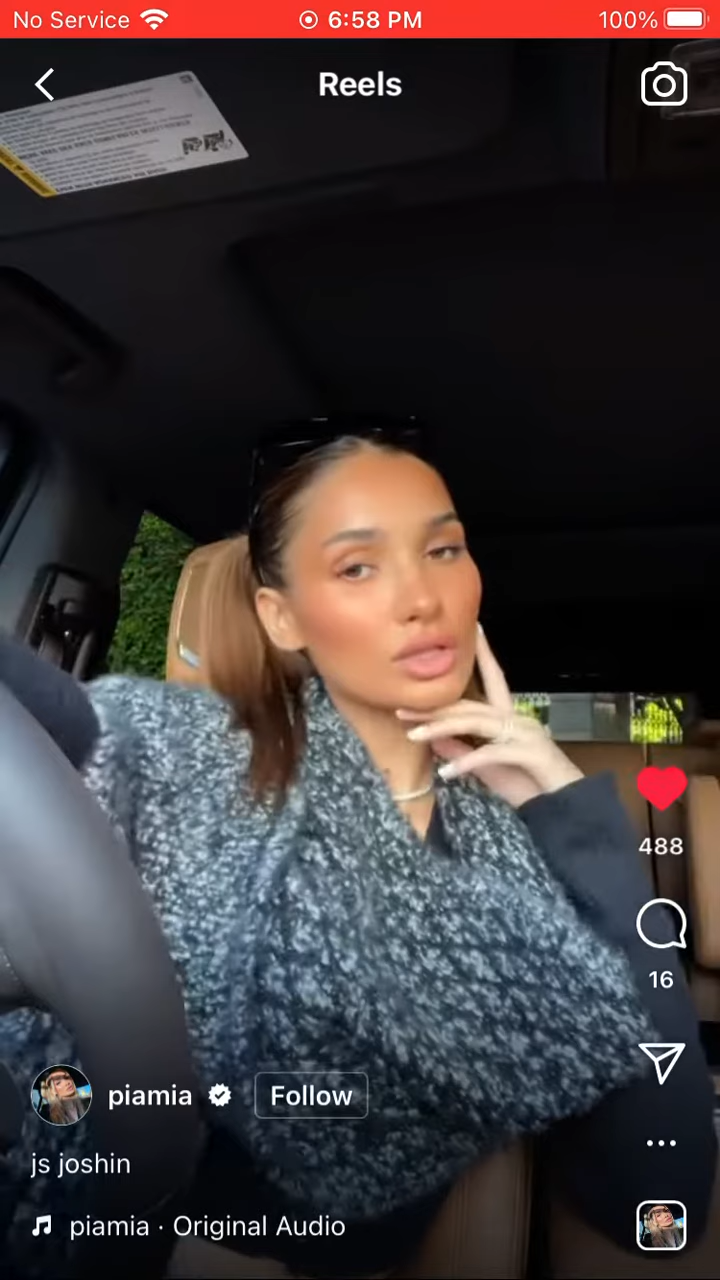 No Service 6:58 PM 100%
Reels
488
16
piamia Follow
js joshin
piamia · Original Audio